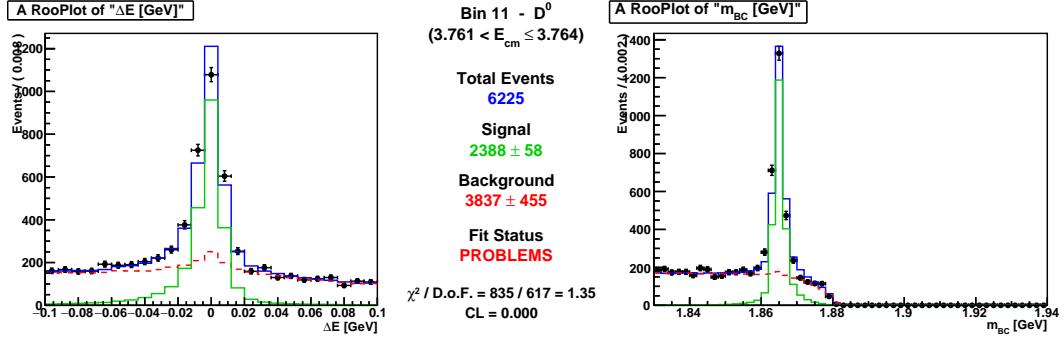 A RooPlot of "ΔE [GeV]"
Events / ( 0.008 )
1200
1000
800
600
400
200
0
-0.1 -0.08 -0.06 -0.04 -0.02 0 0.02 0.04 0.06 0.08 0.1
ΔE [GeV]
Bin 11 - D⁰
(3.761 < E_cm ≤ 3.764)
Total Events
6225
Signal
2388 ± 58
Background
3837 ± 455
Fit Status
PROBLEMS
χ² / D.o.F. = 835 / 617 = 1.35
CL = 0.000
A RooPlot of "m_BC [GeV]"
Events / ( 0.002 )
1400
1200
1000
800
600
400
200
0
1.84 1.86 1.88 1.9 1.92 1.94
m_BC [GeV]